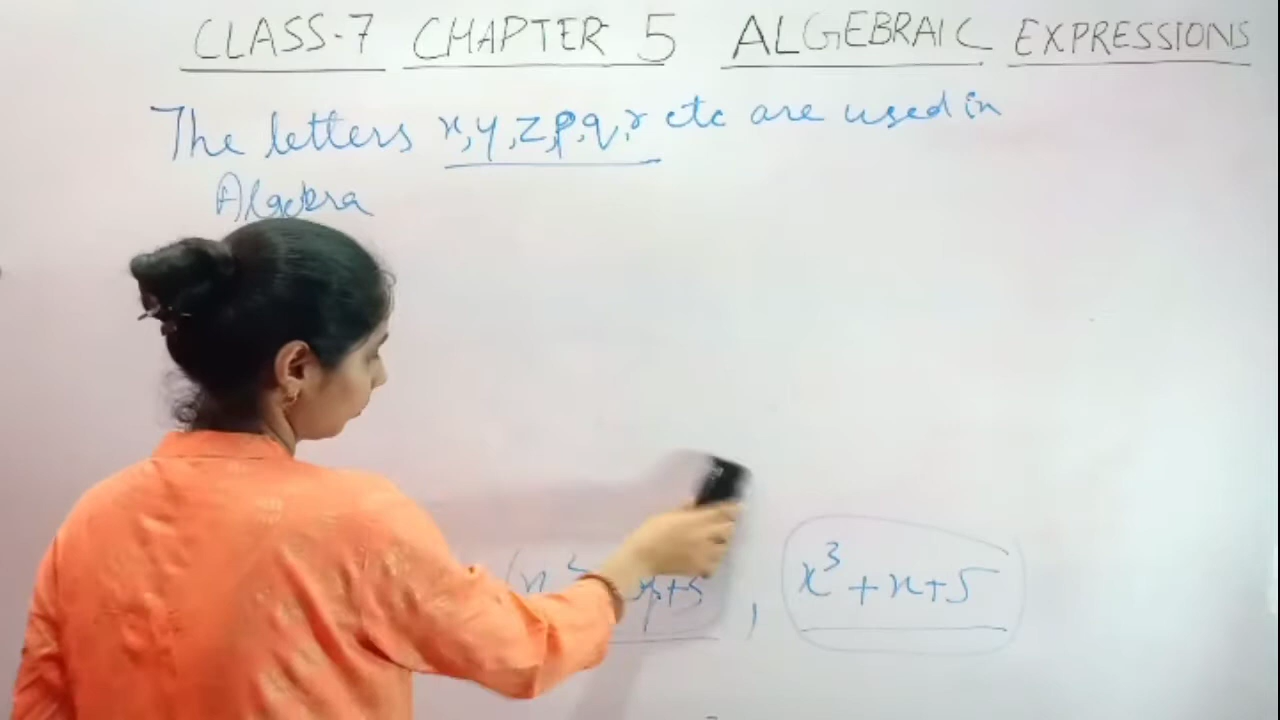 CLASS-7 CHAPTER 5 ALGEBRAIC EXPRESSIONS
The letters x, y, z, p, q, r etc are used in
Algebra
, x³ + x + 5